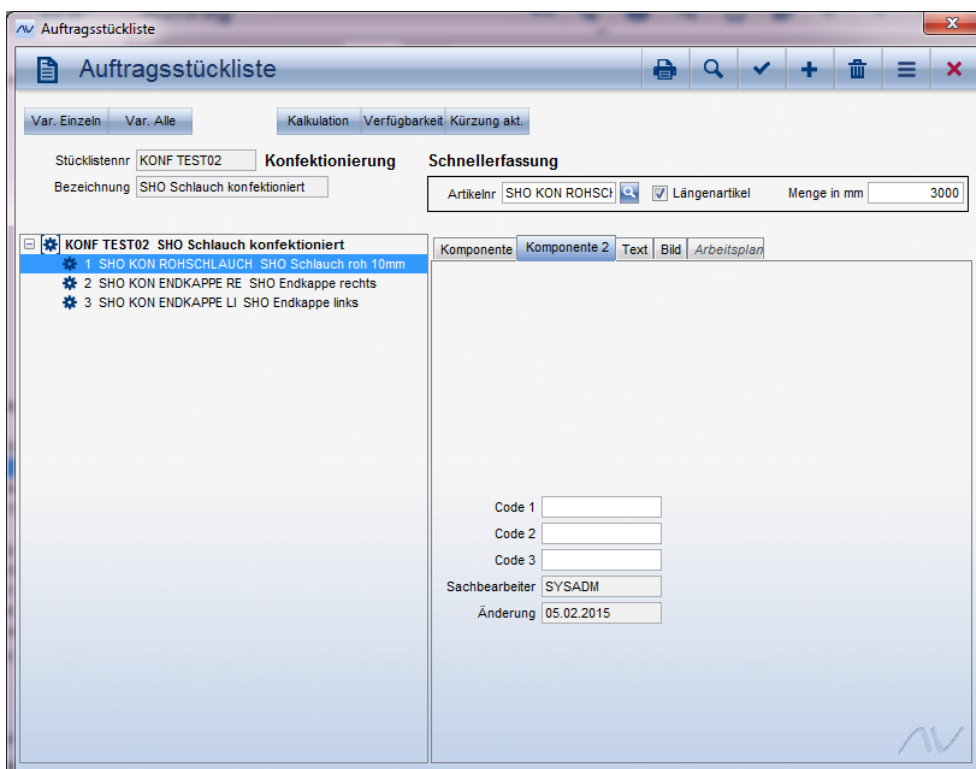 Auftragsstückliste
Auftragsstückliste
Var. Einzeln Var. Alle Kalkulation Verfügbarkeit Kürzung akt.
Stücklistennr KONF TEST02 Konfektionierung Schnellerfassung
Bezeichnung SHO Schlauch konfektioniert
Artikelnr SHO KON ROHSCH Längenartikel Menge in mm 3000
KONF TEST02 SHO Schlauch konfektioniert
1 SHO KON ROHSCHLAUCH SHO Schlauch roh 10mm
2 SHO KON ENDKAPPE RE SHO Endkappe rechts
3 SHO KON ENDKAPPE LI SHO Endkappe links
Komponente Komponente 2 Text Bild Arbeitsplan
Code 1
Code 2
Code 3
Sachbearbeiter SYSADM
Änderung 05.02.2015